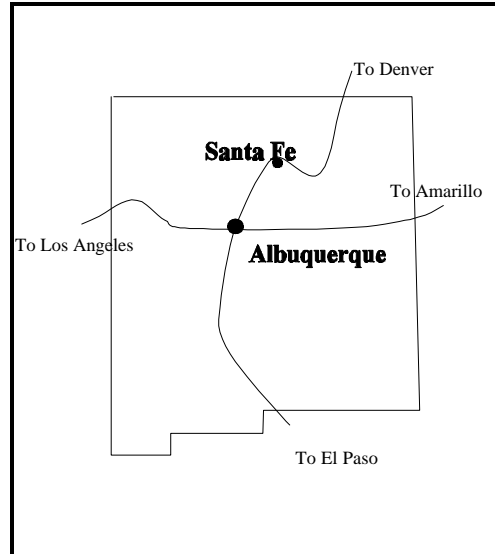 To Denver
Santa Fe
To Amarillo
To Los Angeles
Albuquerque
To El Paso